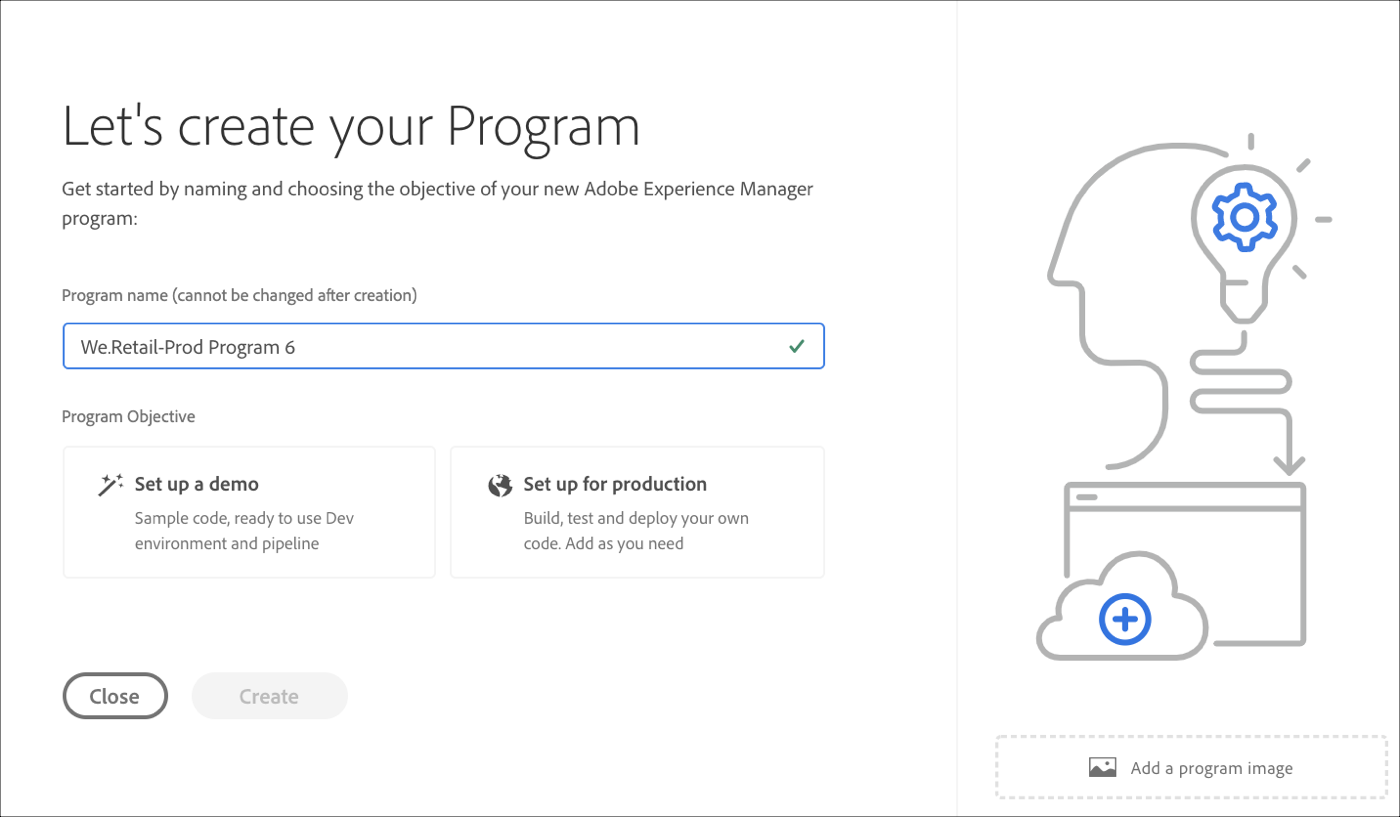 Let's create your Program
Get started by naming and choosing the objective of your new Adobe Experience Manager
program:
Program name (cannot be changed after creation)
We.Retail-Prod Program 6
Program Objective
Set up a demo
Sample code, ready to use Dev
environment and pipeline
Set up for production
Build, test and deploy your own
code. Add as you need
Close
Create
Add a program image